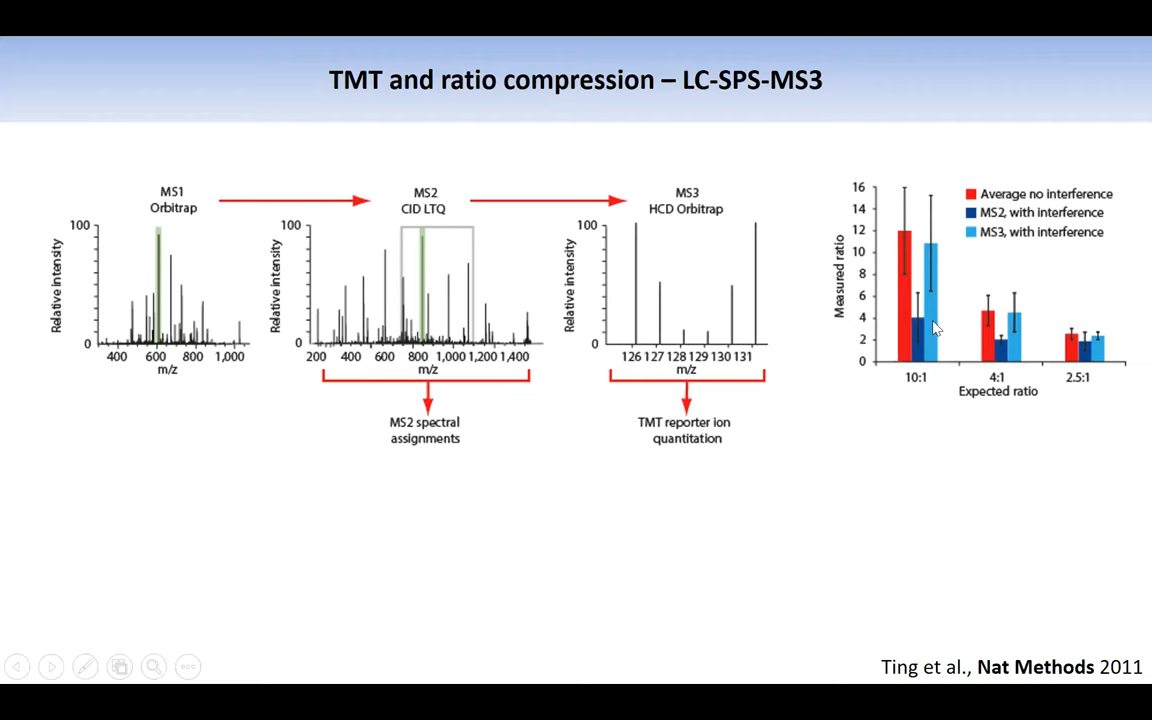 TMT and ratio compression – LC-SPS-MS3
MS1
Orbitrap
Relative intensity
100
0
400 600 800 1,000
m/z
MS2
CID LTQ
Relative intensity
100
0
200 400 600 800 1,000 1,200 1,400
m/z
MS2 spectral
assignments
MS3
HCD Orbitrap
Relative intensity
100
0
126 127 128 129 130 131
m/z
TMT reporter ion
quantitation
Measured ratio
16
14
12
10
8
6
4
2
0
Average no interference
MS2, with interference
MS3, with interference
10:1 4:1 2.5:1
Expected ratio
Ting et al., Nat Methods 2011